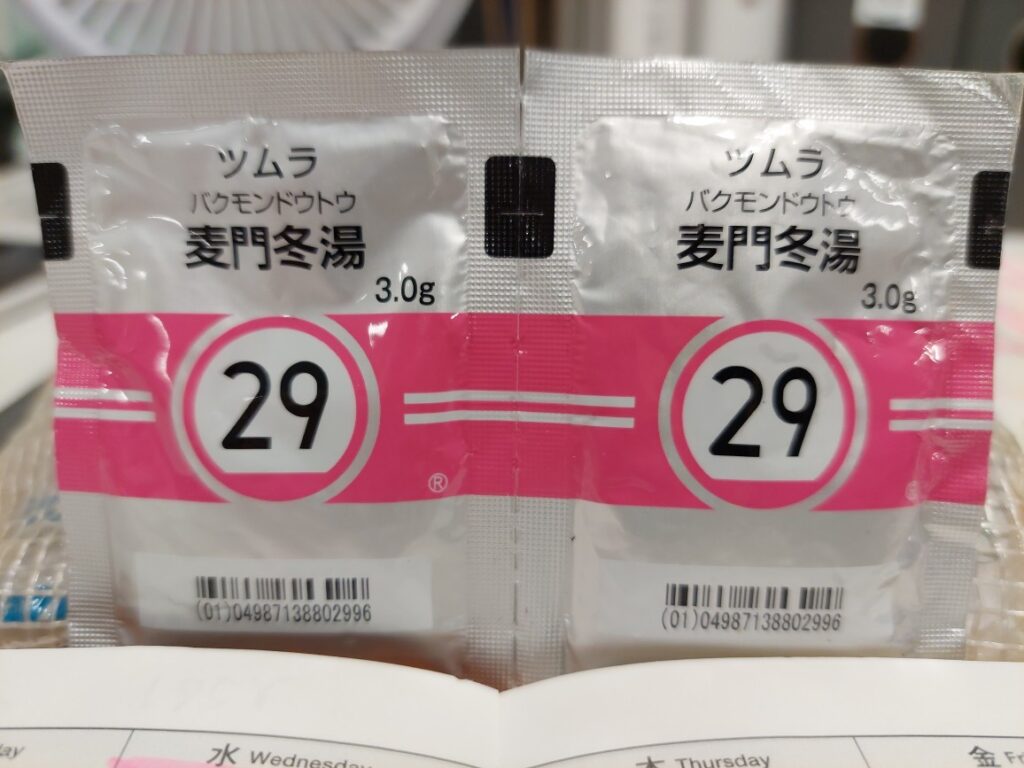 ツムラ
バクモンドウトウ
麦門冬湯
3.0g
29
®
(01)04987138802996
ツムラ
バクモンドウトウ
麦門冬湯
3.0g
29
(01)04987138802996
水 Wednesday
木 Thursday
金